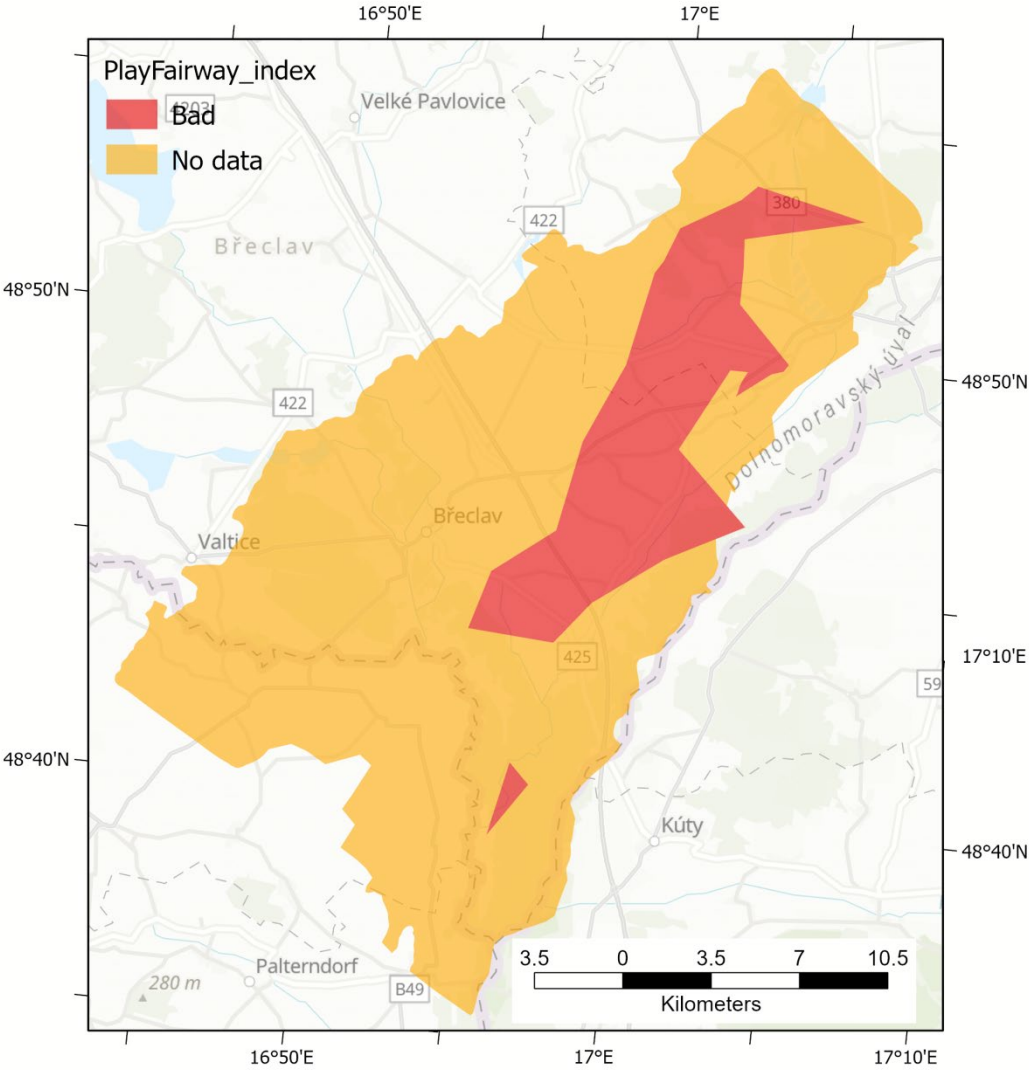 16°50'E
17°E
PlayFairway_index
4203
Bad
No data
Velké Pavlovice
422
380
Břeclav
48°50'N
Dolnomoravský úval
48°50'N
422
Břeclav
Valtice
425
17°10'E
59
48°40'N
Kúty
48°40'N
Palterndorf
280 m
B49
3.5 0 3.5 7 10.5
Kilometers
16°50'E
17°E
17°10'E